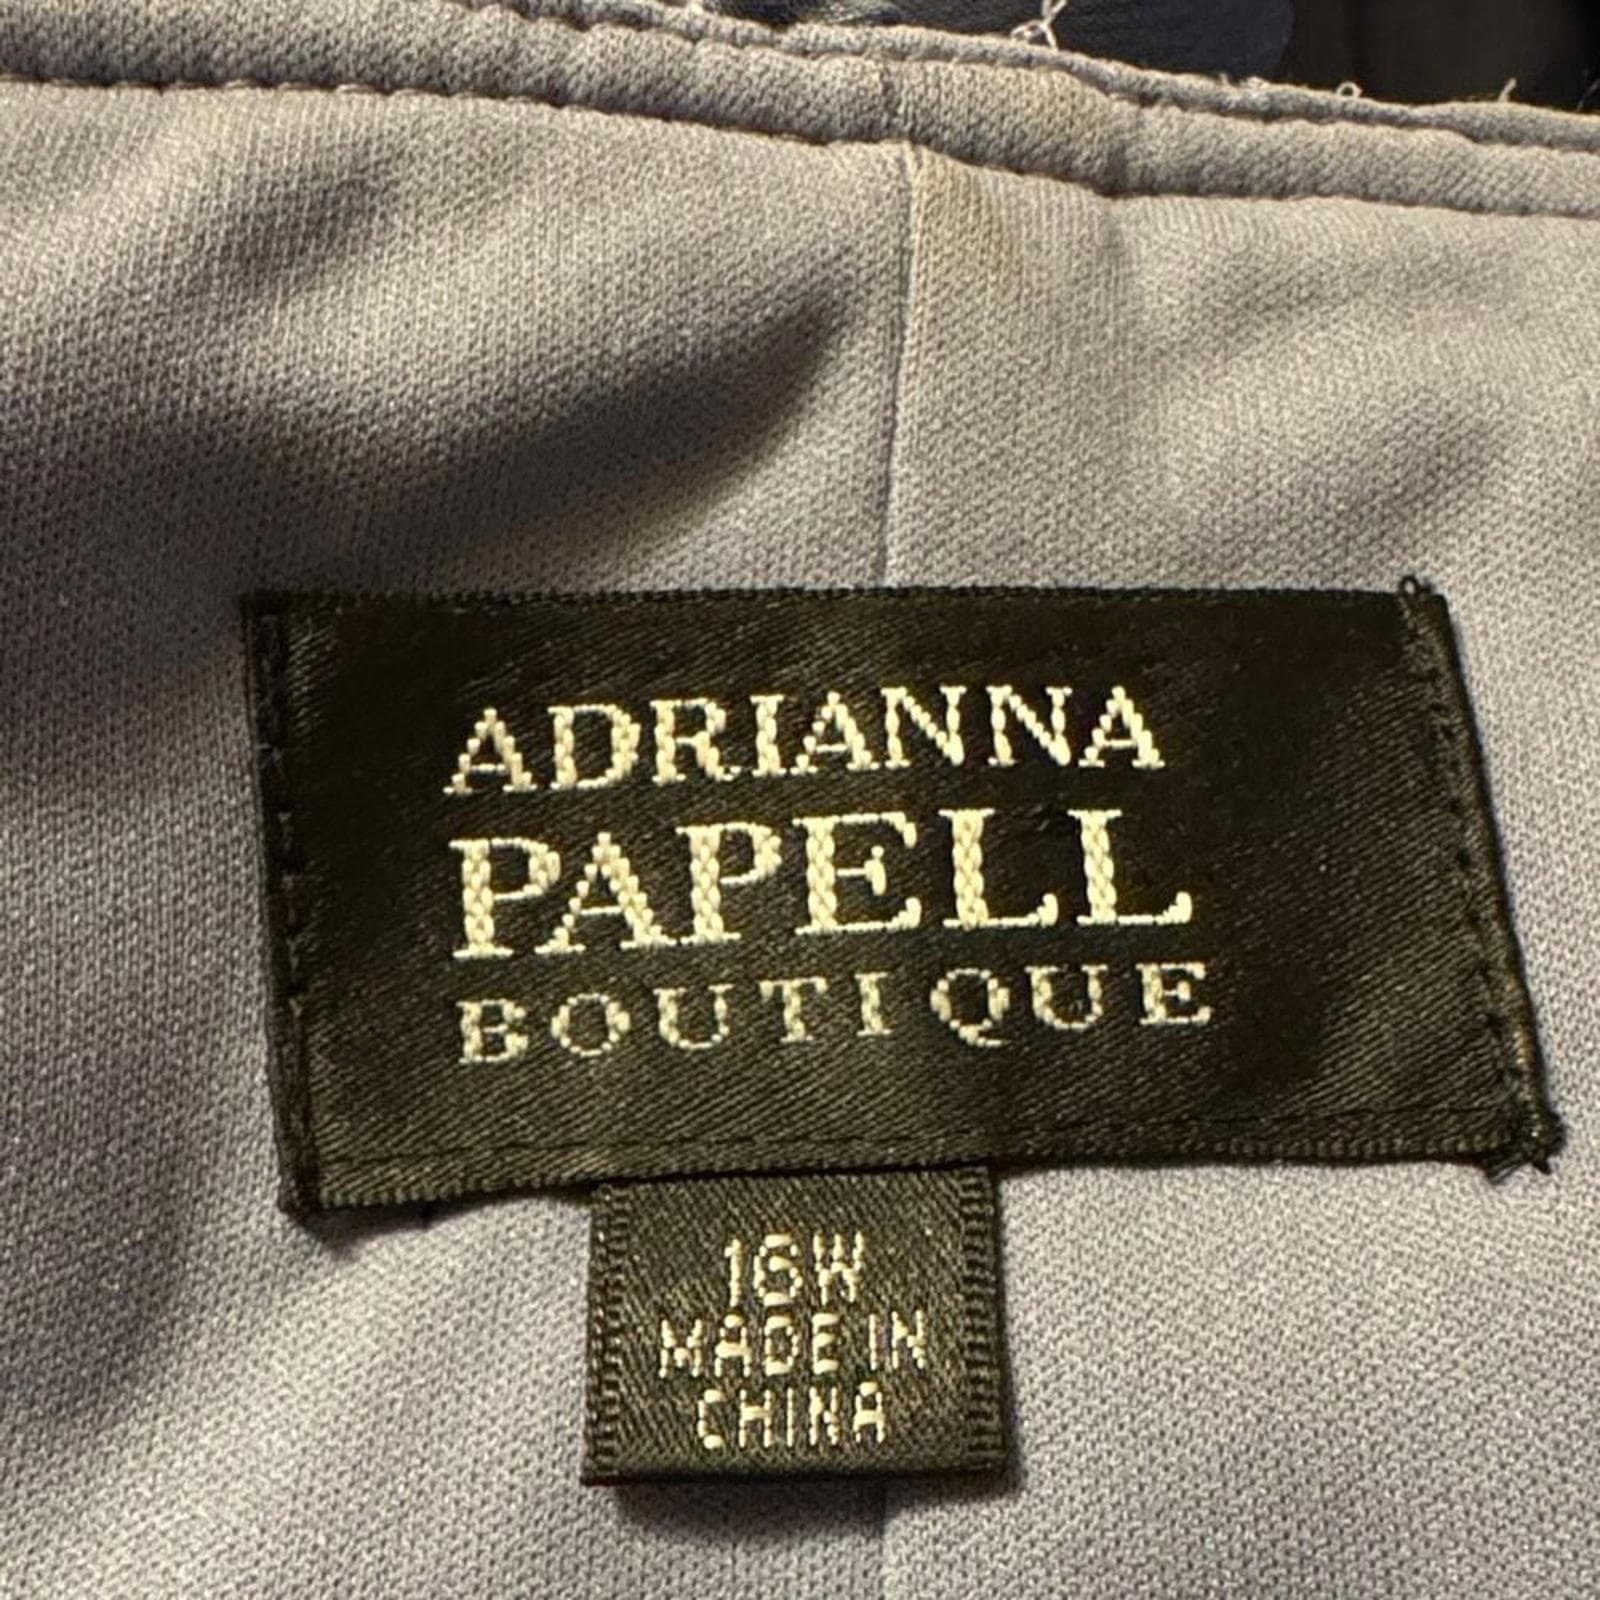 ADRIANNA
PAPELL
BOUTIQUE
16W
MADE IN
CHINA